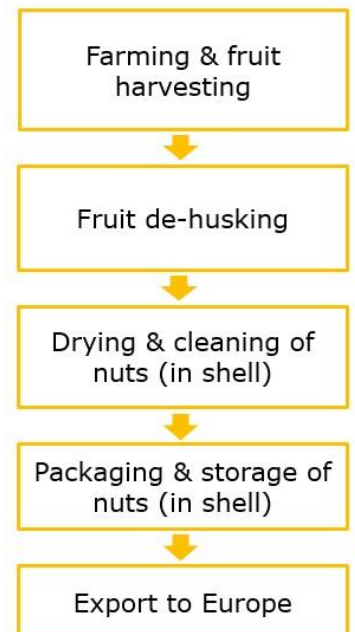 Farming & fruit
harvesting
Fruit de-husking
Drying & cleaning of
nuts (in shell)
Packaging & storage of
nuts (in shell)
Export to Europe